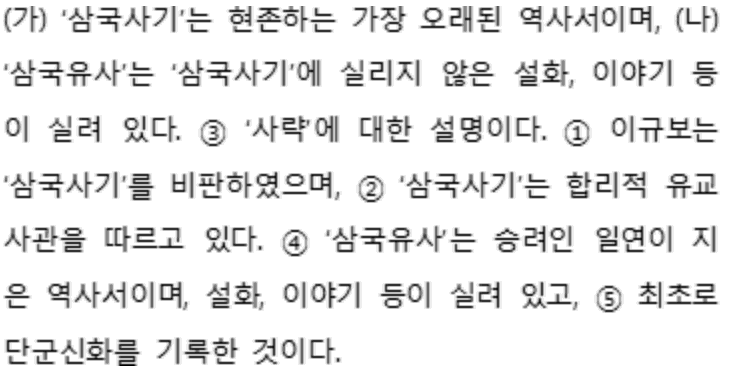 (가) '삼국사기'는 현존하는 가장 오래된 역사서이며, (나)
'삼국유사'는 '삼국사기'에 실리지 않은 설화, 이야기 등
이 실려 있다. ③ '사략'에 대한 설명이다. ① 이규보는
'삼국사기'를 비판하였으며, ② '삼국사기'는 합리적 유교
사관을 따르고 있다. ④ '삼국유사'는 승려인 일연이 지
은 역사서이며, 설화, 이야기 등이 실려 있고, ⑤ 최초로
단군신화를 기록한 것이다.